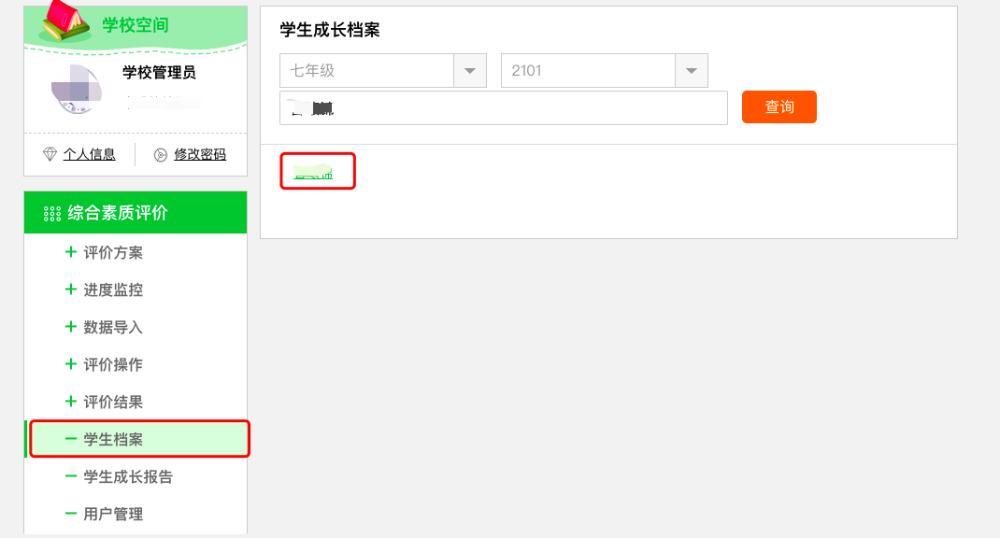 学校空间
学校管理员
个人信息
修改密码
综合素质评价
评价方案
进度监控
数据导入
评价操作
评价结果
学生档案
学生成长报告
用户管理
学生成长档案
七年级
2101
查询